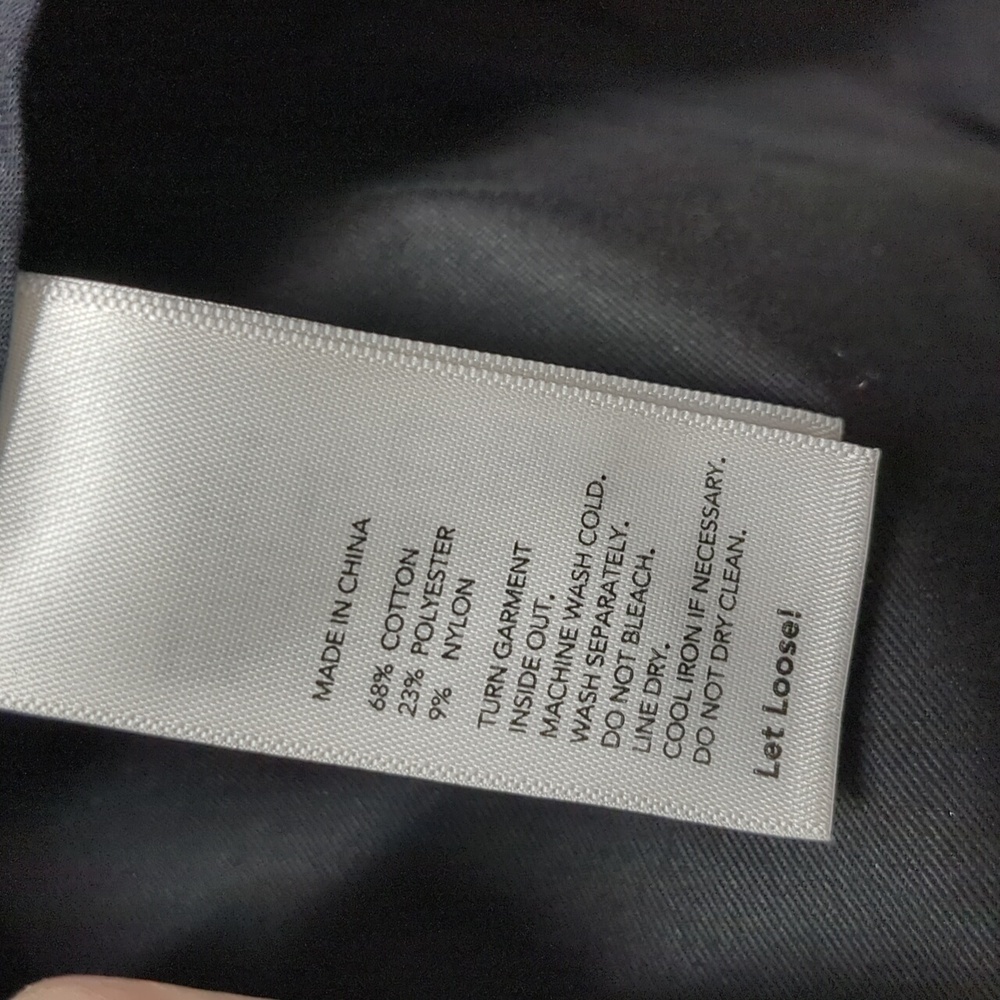 MADE IN CHINA
68% COTTON
23% POLYESTER
9% NYLON
TURN GARMENT
INSIDE OUT.
MACHINE WASH COLD.
WASH SEPARATELY.
DO NOT BLEACH.
LINE DRY.
COOL IRON IF NECESSARY.
DO NOT DRY CLEAN.
Let Loose!